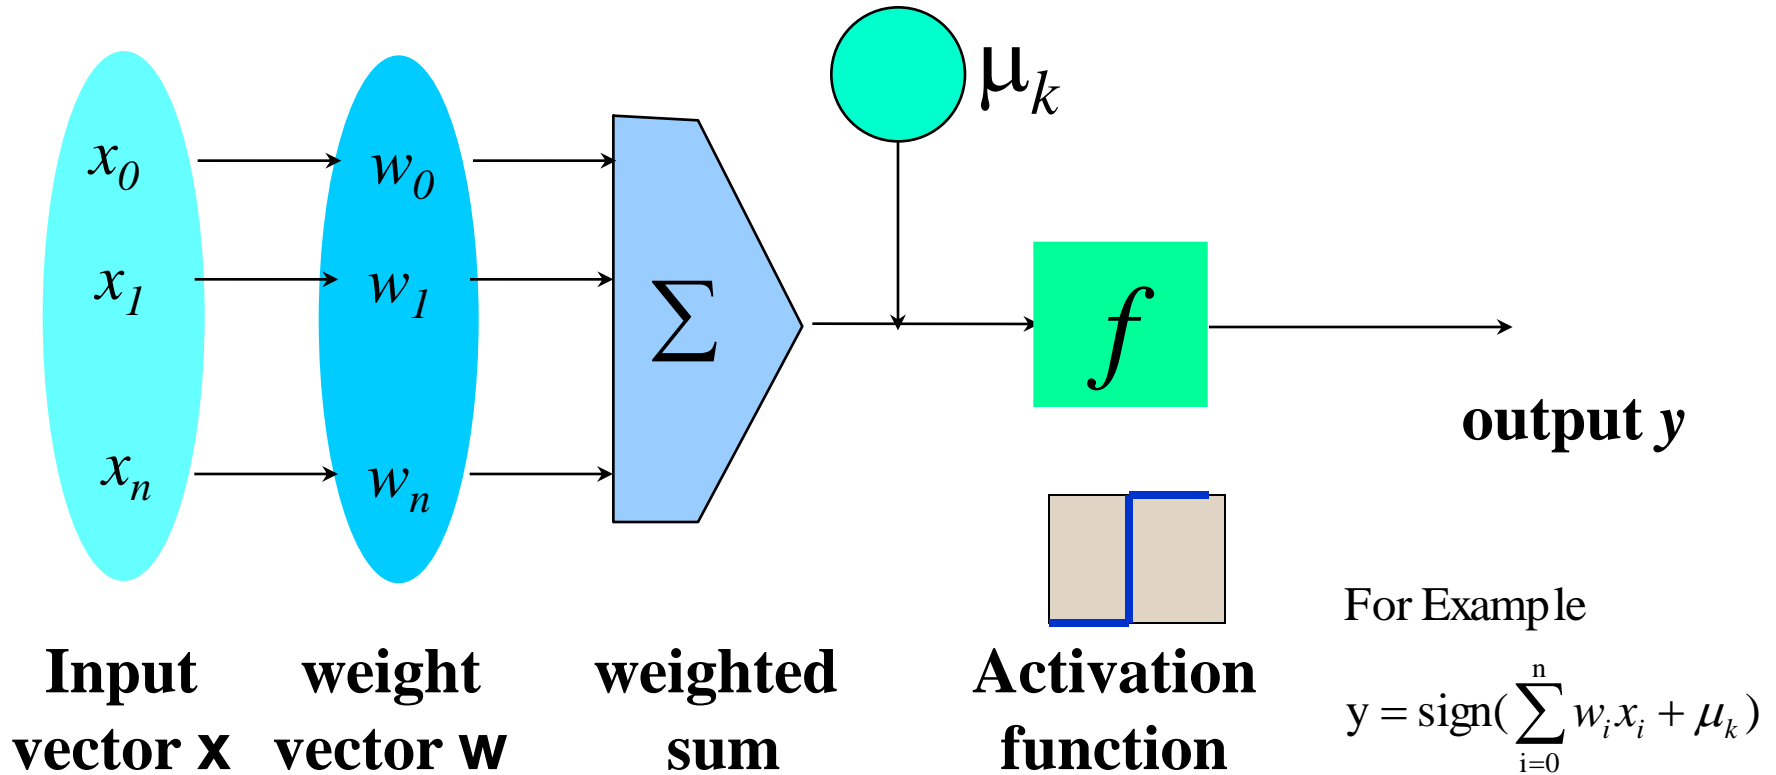 μk
x0 w0
x1 w1
∑
f
xn wn
output y
For Example
Input vector x
weight vector w
weighted sum
Activation function
y = sign(∑_{i=0}^{n} w_i x_i + μ_k)